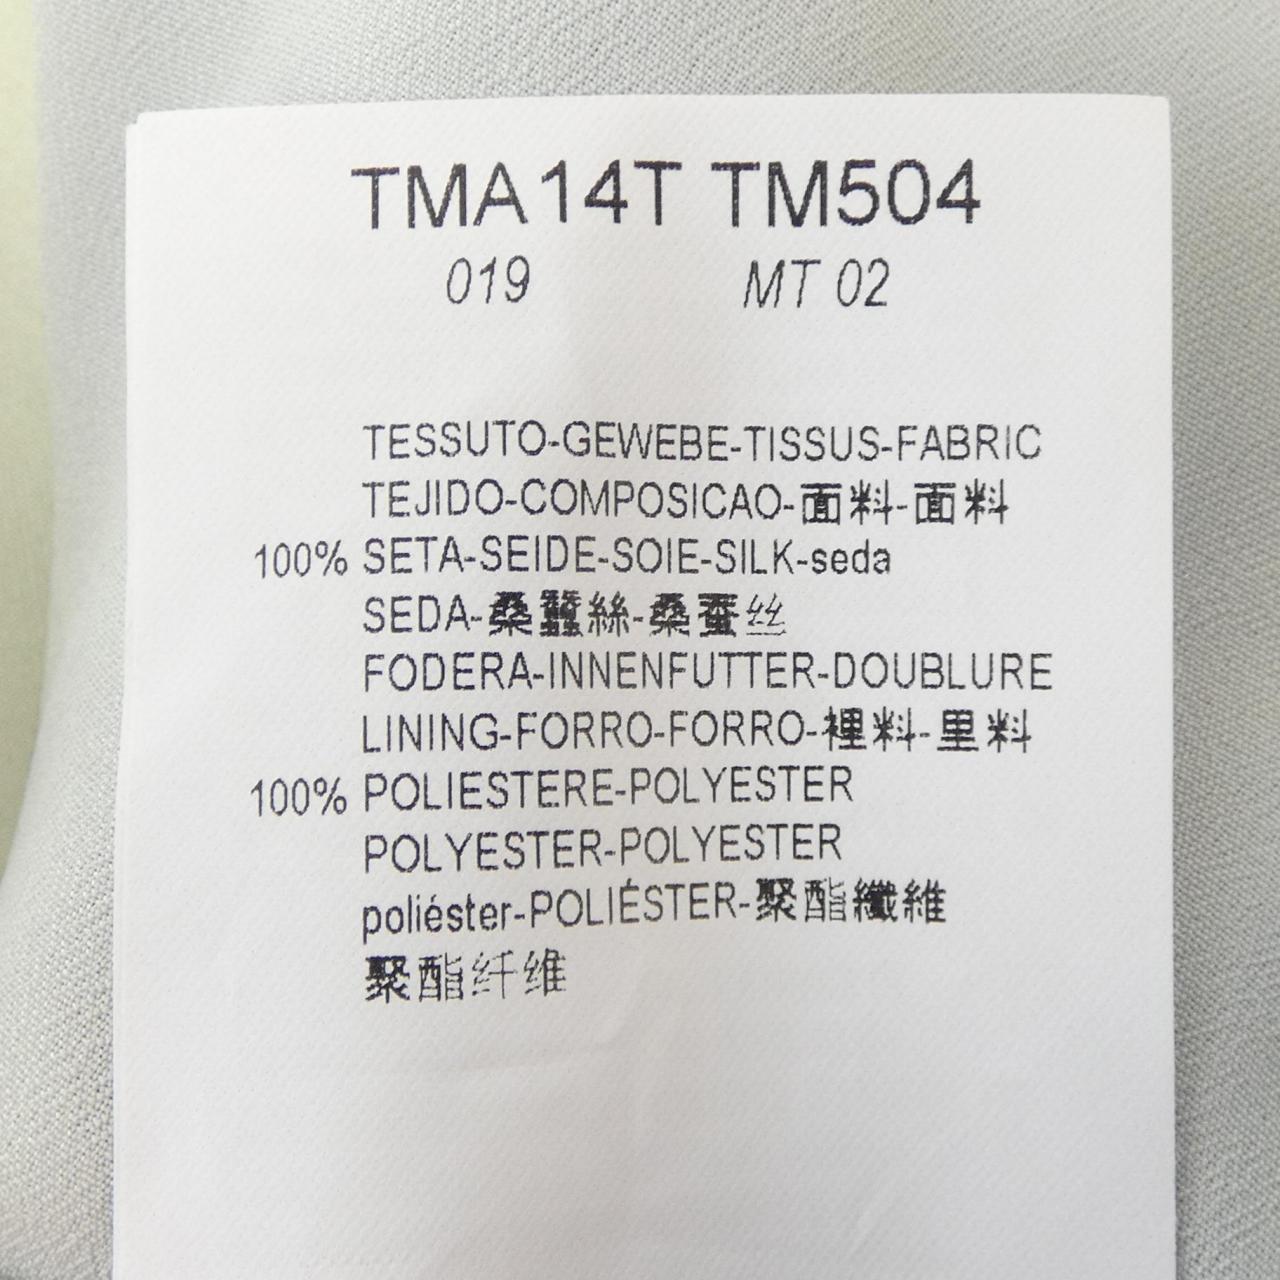 TMA14T TM504
019 MT 02
TESSUTO-GEWEBE-TISSUS-FABRIC
TEJIDO-COMPOSICAO-面料-面料
100% SETA-SEIDE-SOIE-SILK-seda
SEDA-桑蠶絲-桑蚕丝
FODERA-INNENFUTTER-DOUBLURE
LINING-FORRO-FORRO-裡料-里料
100% POLIESTERE-POLYESTER
POLYESTER-POLYESTER
poliéster-POLIÉSTER-聚酯纖維
聚酯纤维